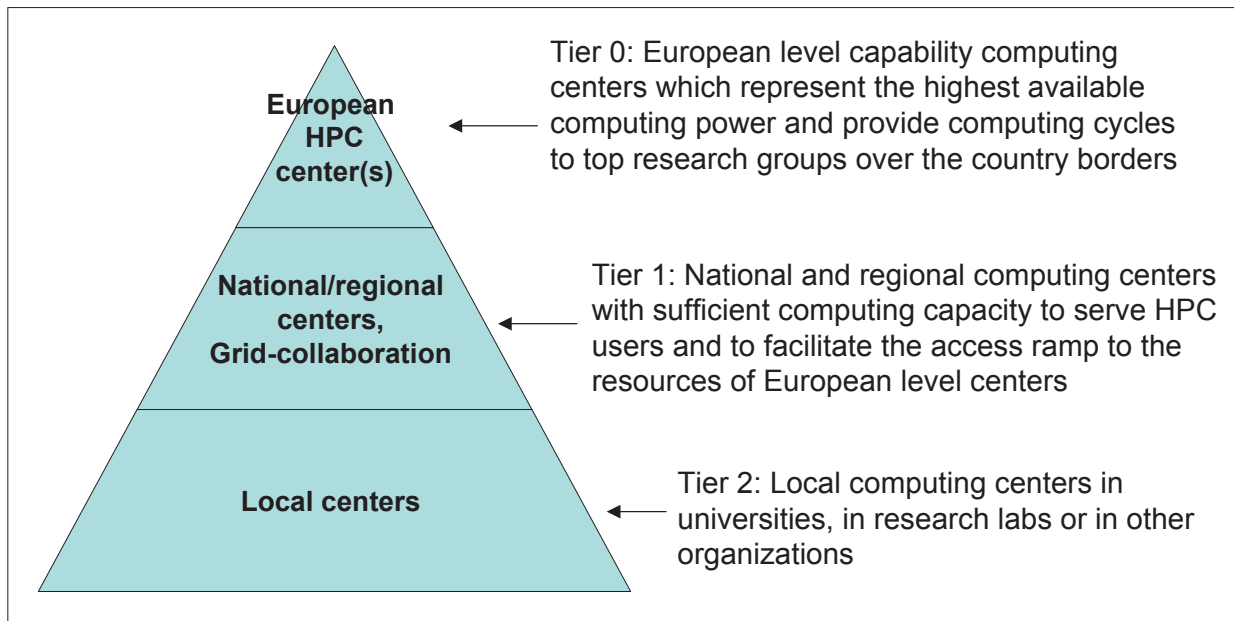 European
HPC
center(s)
Tier 0: European level capability computing
centers which represent the highest available
computing power and provide computing cycles
to top research groups over the country borders
National/regional
centers,
Grid-collaboration
Tier 1: National and regional computing centers
with sufficient computing capacity to serve HPC
users and to facilitate the access ramp to the
resources of European level centers
Local centers
Tier 2: Local computing centers in
universities, in research labs or in other
organizations